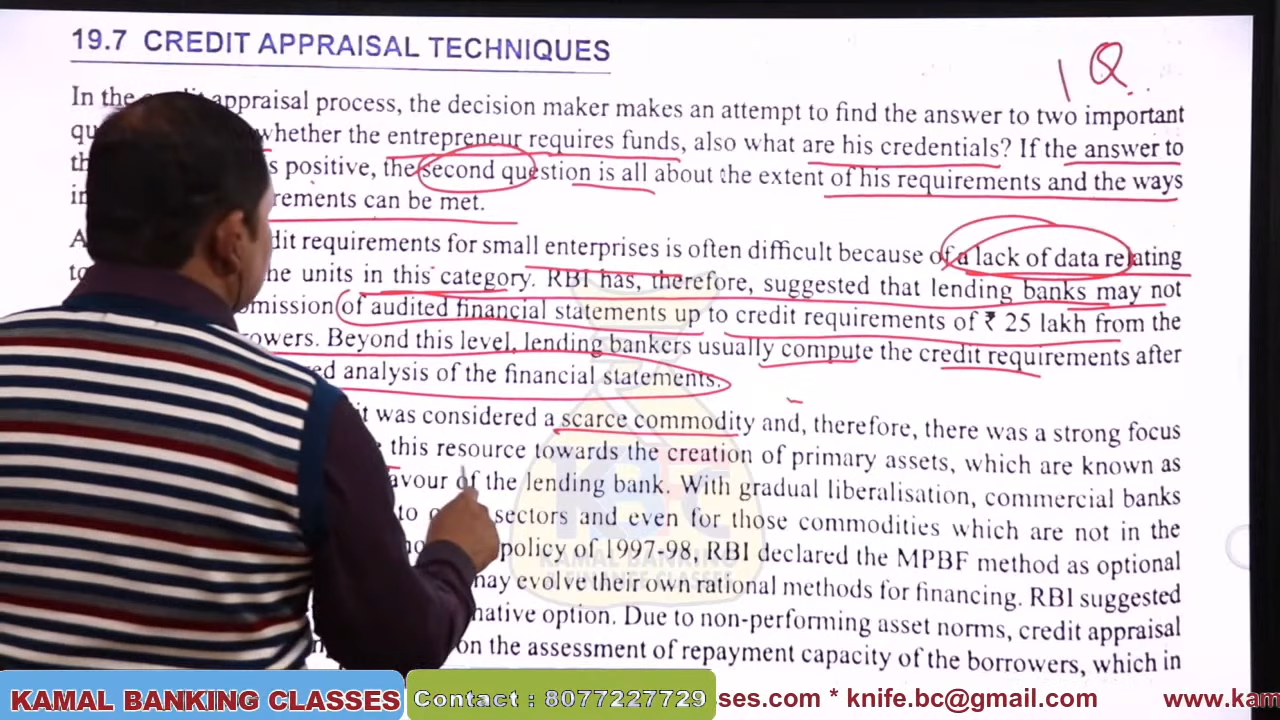 19.7 CREDIT APPRAISAL TECHNIQUES
1 Q.
In the appraisal process, the decision maker makes an attempt to find the answer to two important
whether the entrepreneur requires funds, also what are his credentials? If the answer to
s positive, the second question is all about the extent of his requirements and the ways
rements can be met.
dit requirements for small enterprises is often difficult because of a lack of data relating
he units in this category. RBI has, therefore, suggested that lending banks may not
mission of audited financial statements up to credit requirements of ₹ 25 lakh from the
owers. Beyond this level, lending bankers usually compute the credit requirements after
ed analysis of the financial statements.
it was considered a scarce commodity and, therefore, there was a strong focus
this resource towards the creation of primary assets, which are known as
avour of the lending bank. With gradual liberalisation, commercial banks
to sectors and even for those commodities which are not in the
policy of 1997-98, RBI declared the MPBF method as optional
may evolve their own rational methods for financing. RBI suggested
native option. Due to non-performing asset norms, credit appraisal
on the assessment of repayment capacity of the borrowers, which in
KBC
KAMAL BANKING
KAMAL BANKING CLASSES Contact : 8077227729 ses.com * knife.bc@gmail.com www.kam